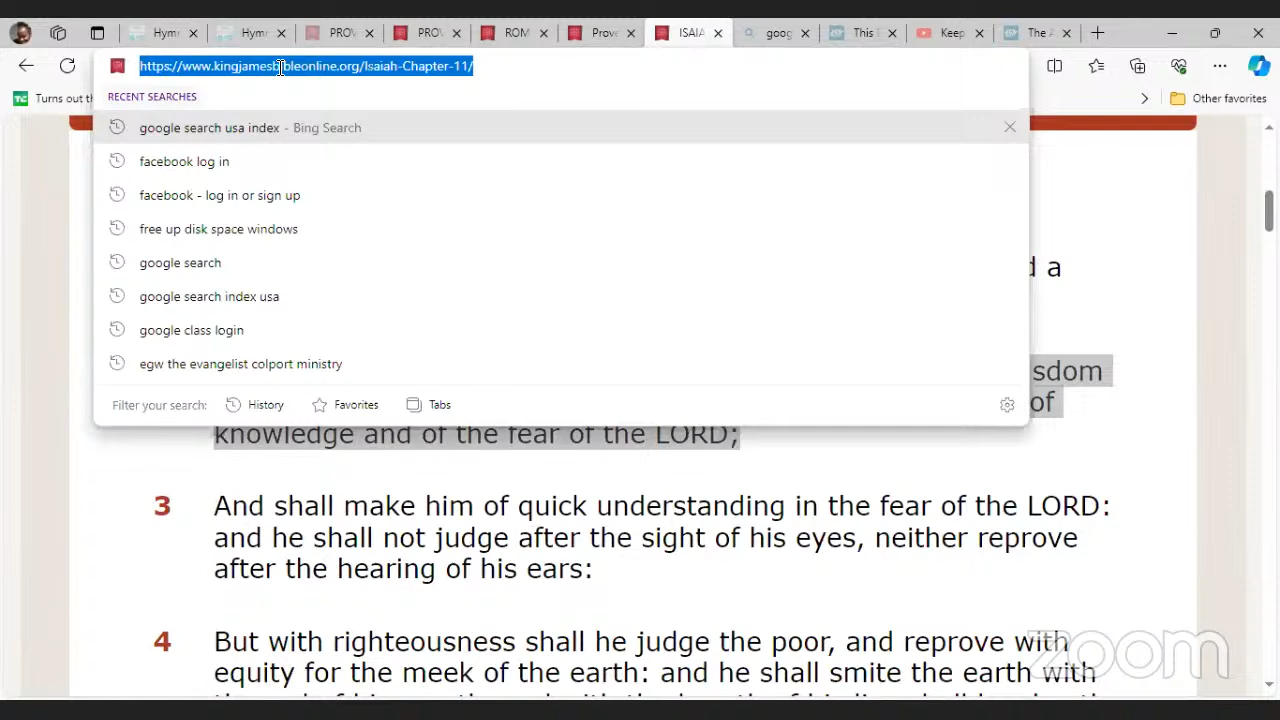 Hymn
Hymn
PROV
PROV
ROM
Prove
ISAIA
goog
This I
Keep
The A
https://www.kingjamesbibleonline.org/Isaiah-Chapter-11/
Turns out th
Other favorites
RECENT SEARCHES
google search usa index - Bing Search
facebook log in
facebook - log in or sign up
free up disk space windows
google search
google search index usa
google class login
egw the evangelist colport ministry
Filter your search:
History
Favorites
Tabs
d a
sdom
of
knowledge and of the fear of the LORD;
3 And shall make him of quick understanding in the fear of the LORD:
and he shall not judge after the sight of his eyes, neither reprove
after the hearing of his ears:
4 But with righteousness shall he judge the poor, and reprove with
equity for the meek of the earth: and he shall smite the earth with
zoom